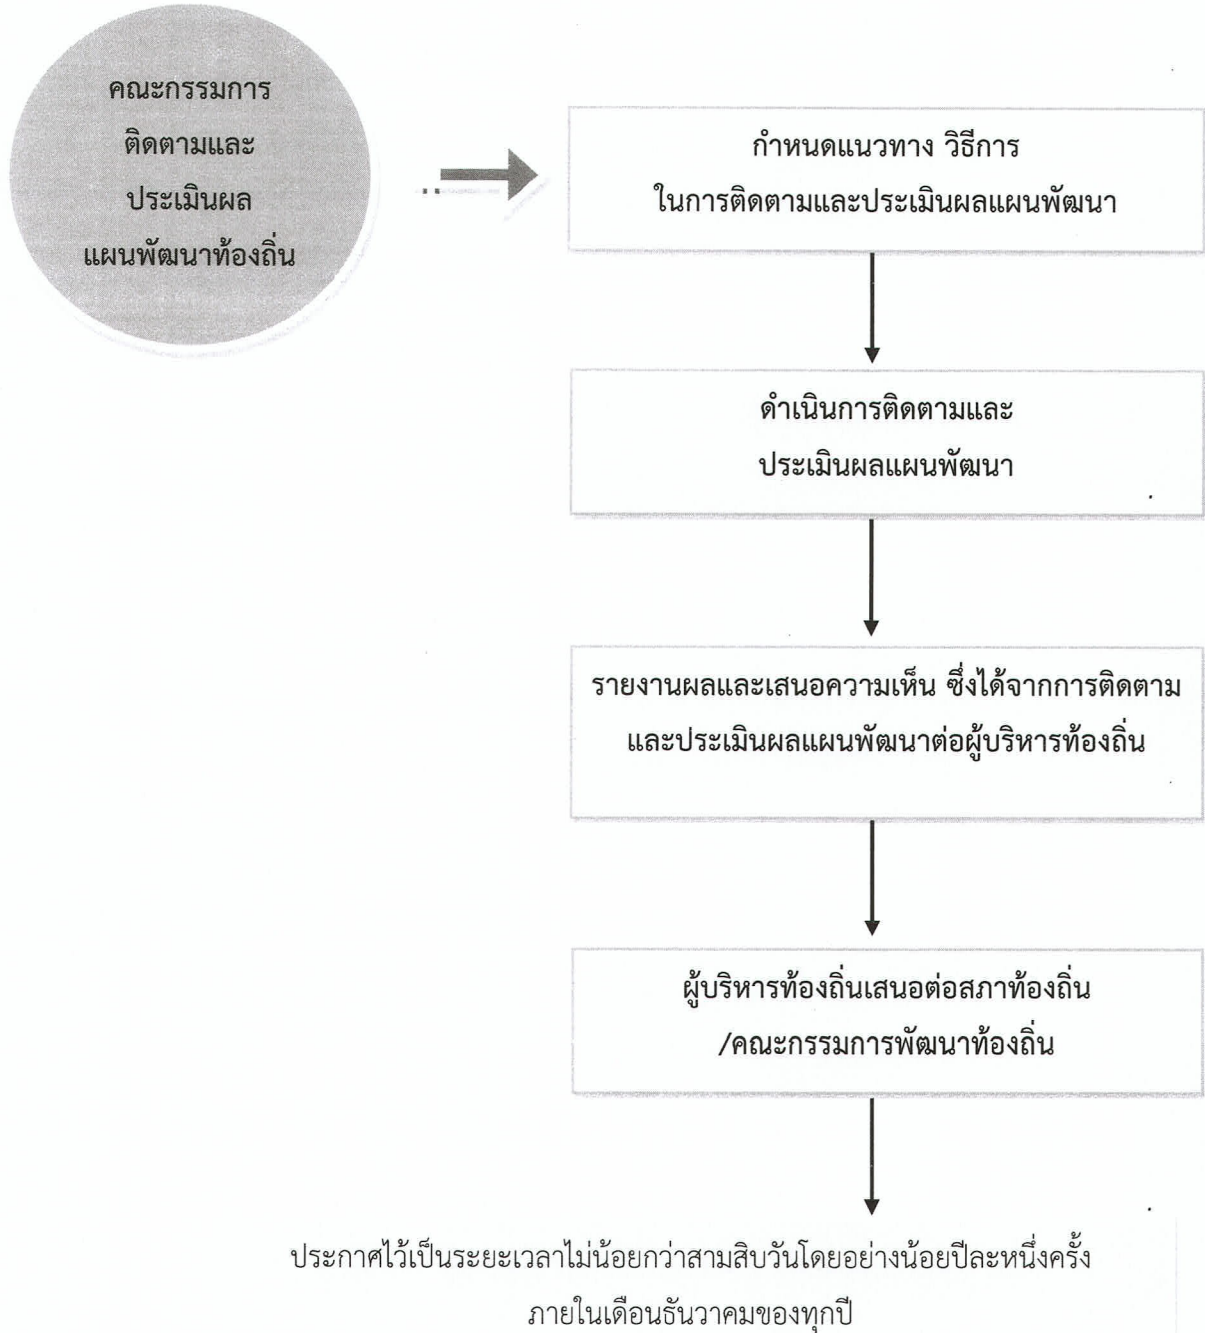 คณะกรรมการ
ติดตามและ
ประเมินผล
แผนพัฒนาท้องถิ่น
กำหนดแนวทาง วิธีการ
ในการติดตามและประเมินผลแผนพัฒนา
ดำเนินการติดตามและ
ประเมินผลแผนพัฒนา
รายงานผลและเสนอความเห็น ซึ่งได้จากการติดตาม
และประเมินผลแผนพัฒนาต่อผู้บริหารท้องถิ่น
ผู้บริหารท้องถิ่นเสนอต่อสภาท้องถิ่น
/คณะกรรมการพัฒนาท้องถิ่น
ประกาศไว้เป็นระยะเวลาไม่น้อยกว่าสามสิบวันโดยอย่างน้อยปีละหนึ่งครั้ง
ภายในเดือนธันวาคมของทุกปี